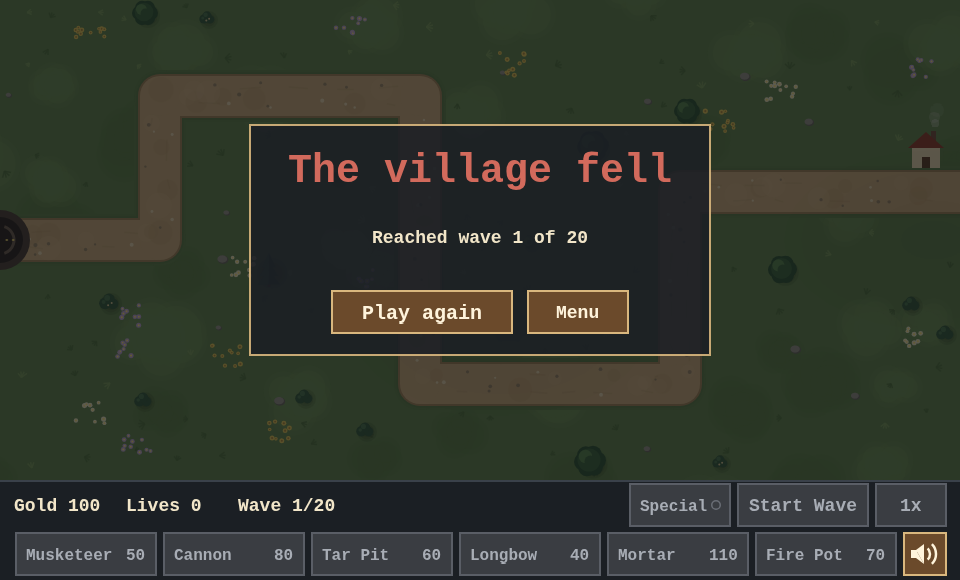 The village fell
Reached wave 1 of 20
Play again Menu
Gold 100 Lives 0 Wave 1/20 Special Start Wave 1x
Musketeer 50 Cannon 80 Tar Pit 60 Longbow 40 Mortar 110 Fire Pot 70